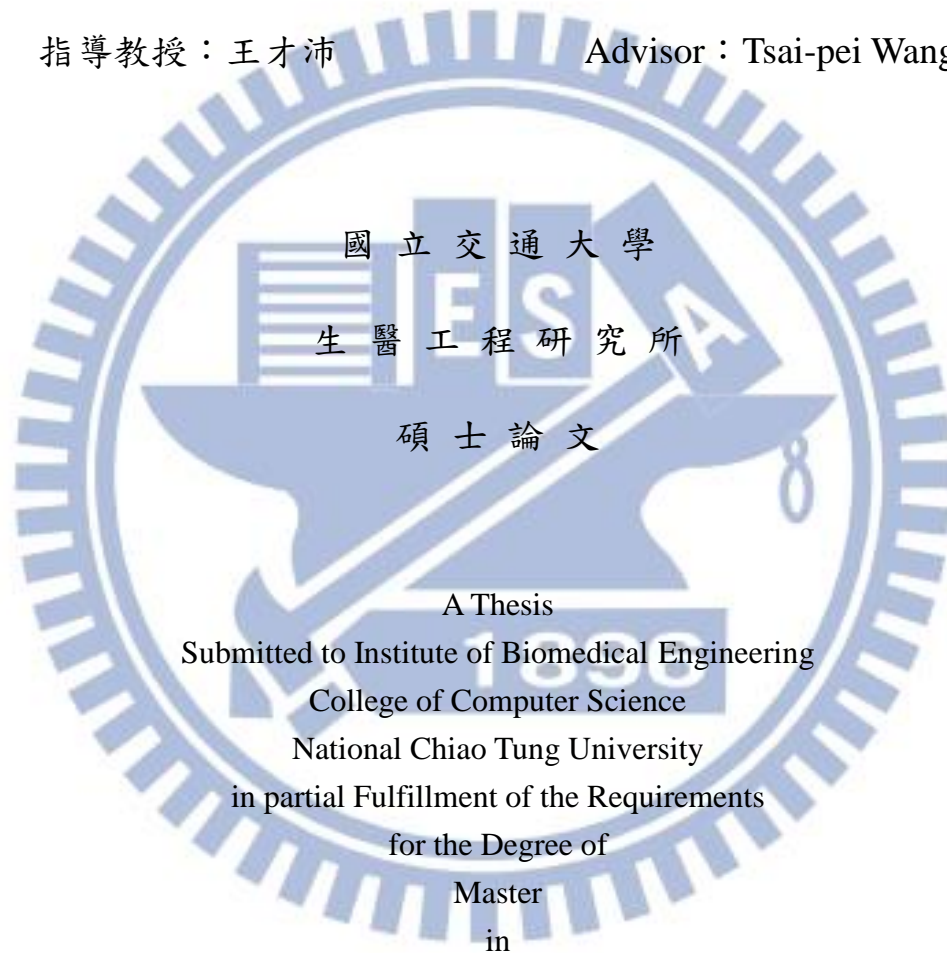 指導教授：王才沛 Advisor：Tsai-pei Wang
國 立 交 通 大 學
E S A
生 醫 工 程 研 究 所
碩 士 論 文
A Thesis
1896
Submitted to Institute of Biomedical Engineering
College of Computer Science
National Chiao Tung University
in partial Fulfillment of the Requirements
for the Degree of
Master
in